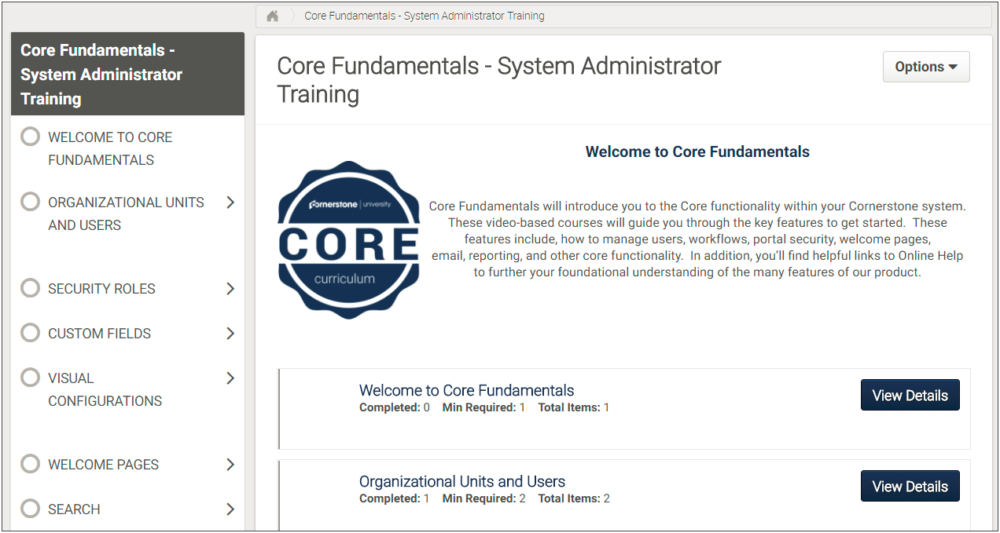 Core Fundamentals - System Administrator Training
Core Fundamentals -
System Administrator
Training
WELCOME TO CORE
FUNDAMENTALS
ORGANIZATIONAL UNITS
AND USERS
SECURITY ROLES
CUSTOM FIELDS
VISUAL
CONFIGURATIONS
WELCOME PAGES
SEARCH
Core Fundamentals - System Administrator
Training
Options
Welcome to Core Fundamentals
cornerstone | university
CORE
curriculum
Core Fundamentals will introduce you to the Core functionality within your Cornerstone system.
These video-based courses will guide you through the key features to get started.  These
features include, how to manage users, workflows, portal security, welcome pages,
email, reporting, and other core functionality.  In addition, you’ll find helpful links to Online Help
to further your foundational understanding of the many features of our product.
Welcome to Core Fundamentals
Completed: 0 Min Required: 1 Total Items: 1
View Details
Organizational Units and Users
Completed: 1 Min Required: 2 Total Items: 2
View Details